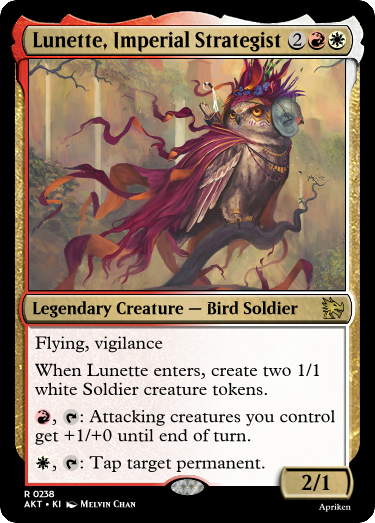 Lunette, Imperial Strategist 2
Legendary Creature — Bird Soldier
Flying, vigilance
When Lunette enters, create two 1/1
white Soldier creature tokens.
, : Attacking creatures you control
get +1/+0 until end of turn.
, : Tap target permanent.
2/1
R 0238
AKT • KI Melvin Chan
Apriken